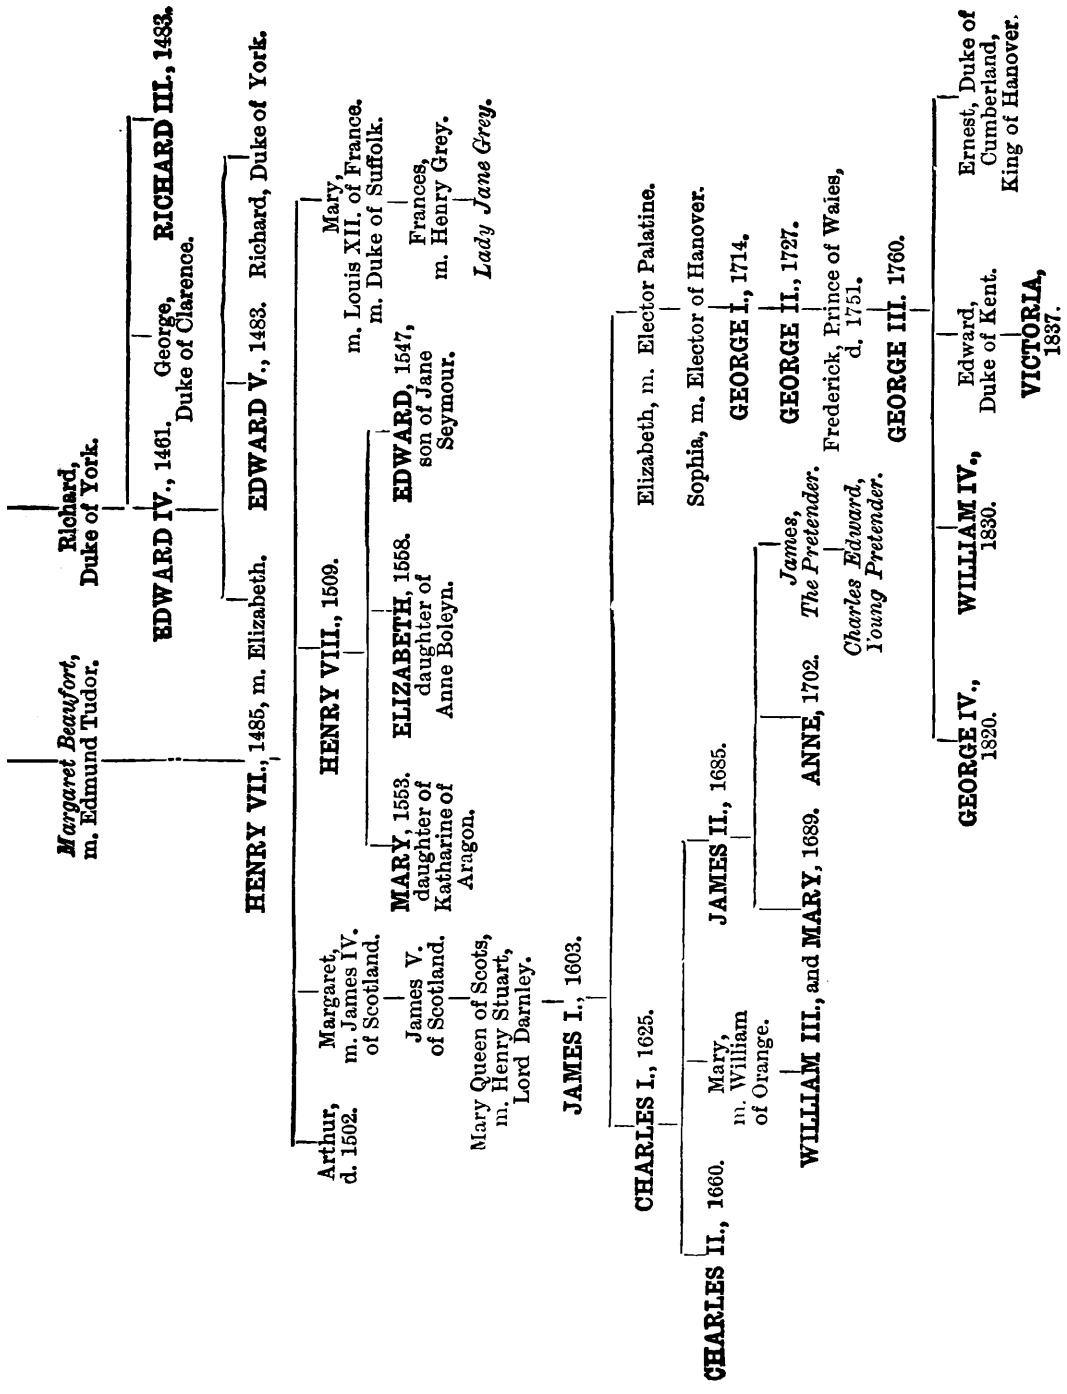 Margaret Beaufort,
m. Edmund Tudor.
Richard,
Duke of York.
EDWARD IV., 1461.
George,
Duke of Clarence.
RICHARD III., 1483.
HENRY VII., 1485, m. Elizabeth.
EDWARD V., 1483.
Richard, Duke of York.
Arthur,
d. 1502.
Margaret,
m. James IV.
of Scotland.
HENRY VIII., 1509.
Mary,
m. Louis XII. of France.
m. Duke of Suffolk.
James V.
of Scotland.
MARY, 1553.
daughter of
Katharine of
Aragon.
ELIZABETH, 1558.
daughter of
Anne Boleyn.
EDWARD, 1547,
son of Jane
Seymour.
Frances,
m. Henry Grey.
Mary Queen of Scots,
m. Henry Stuart,
Lord Darnley.
Lady Jane Grey.
JAMES I., 1603.
CHARLES I., 1625.
Elizabeth, m. Elector Palatine.
CHARLES II., 1660.
Mary,
m. William
of Orange.
JAMES II., 1685.
Sophia, m. Elector of Hanover.
GEORGE I., 1714.
WILLIAM III., and MARY, 1689.
ANNE, 1702.
James,
The Pretender.
GEORGE II., 1727.
Charles Edward,
Young Pretender.
Frederick, Prince of Wales,
d. 1751.
GEORGE III. 1760.
GEORGE IV.,
1820.
WILLIAM IV.,
1830.
Edward,
Duke of Kent.
Ernest, Duke of
Cumberland,
King of Hanover.
VICTORIA,
1837.